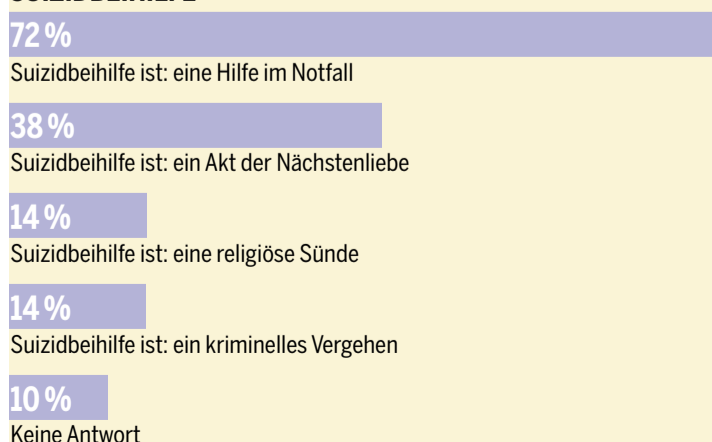 72 %
Suizidbeihilfe ist: eine Hilfe im Notfall
38 %
Suizidbeihilfe ist: ein Akt der Nächstenliebe
14 %
Suizidbeihilfe ist: eine religiöse Sünde
14 %
Suizidbeihilfe ist: ein kriminelles Vergehen
10 %
Keine Antwort